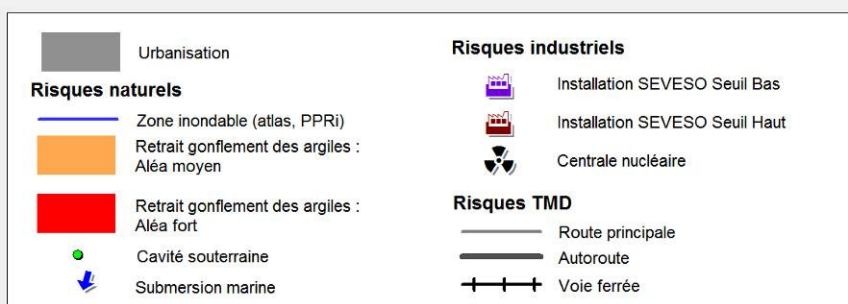 Urbanisation
Risques naturels
Zone inondable (atlas, PPRi)
Retrait gonflement des argiles :
Aléa moyen
Retrait gonflement des argiles :
Aléa fort
Cavité souterraine
Submersion marine
Risques industriels
Installation SEVESO Seuil Bas
Installation SEVESO Seuil Haut
Centrale nucléaire
Risques TMD
Route principale
Autoroute
Voie ferrée